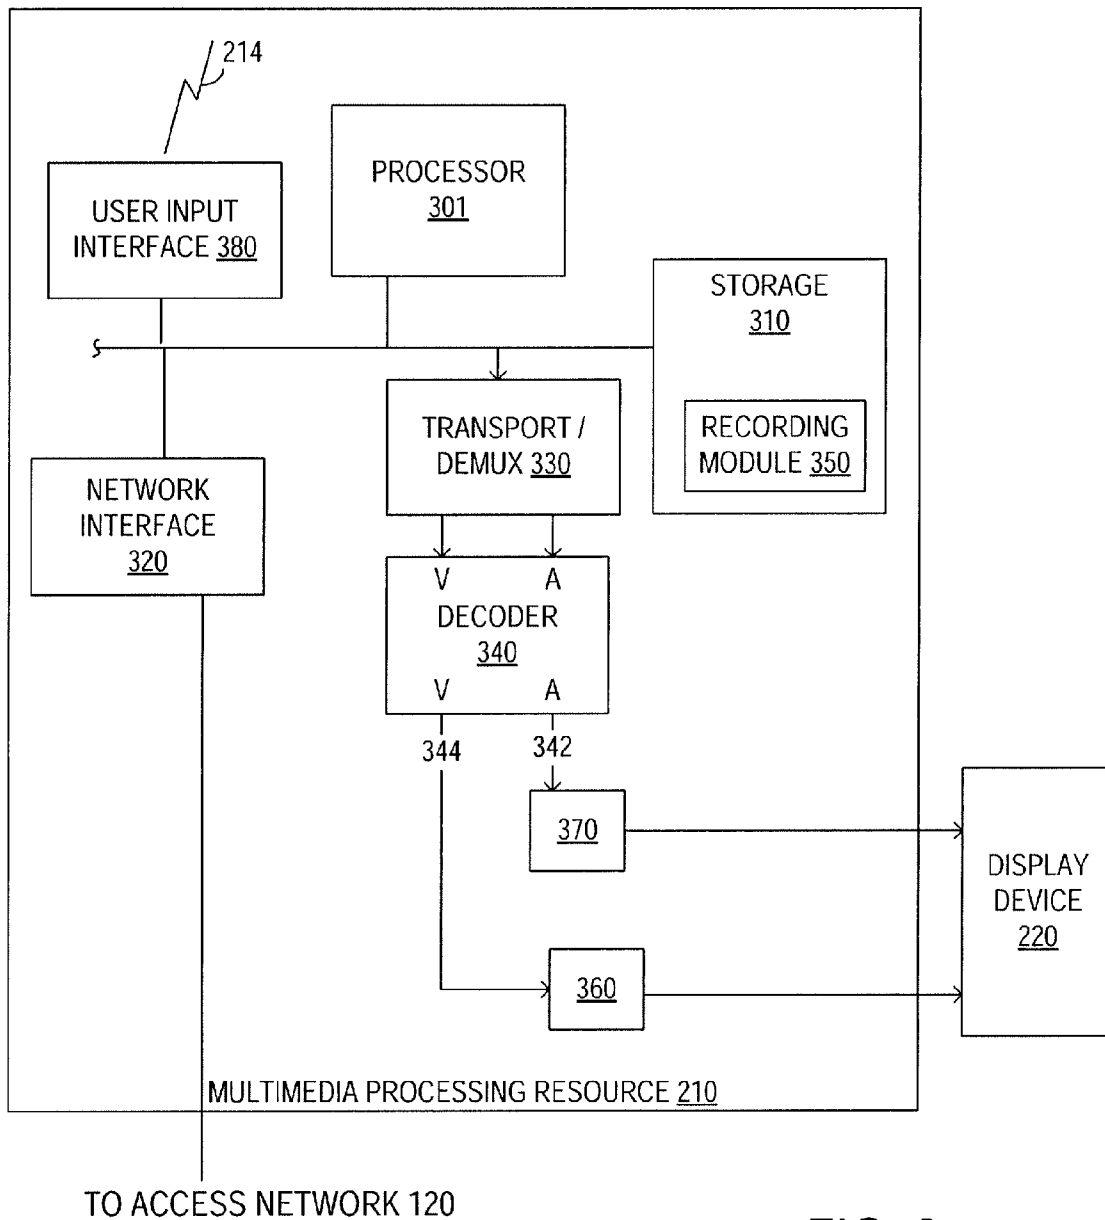 214
PROCESSOR
301
USER INPUT
INTERFACE 380
STORAGE
310
RECORDING
MODULE 350
TRANSPORT /
DEMUX 330
NETWORK
INTERFACE
320
V A
DECODER
340
V A
344 342
370
DISPLAY
DEVICE
220
360
MULTIMEDIA PROCESSING RESOURCE 210
TO ACCESS NETWORK 120